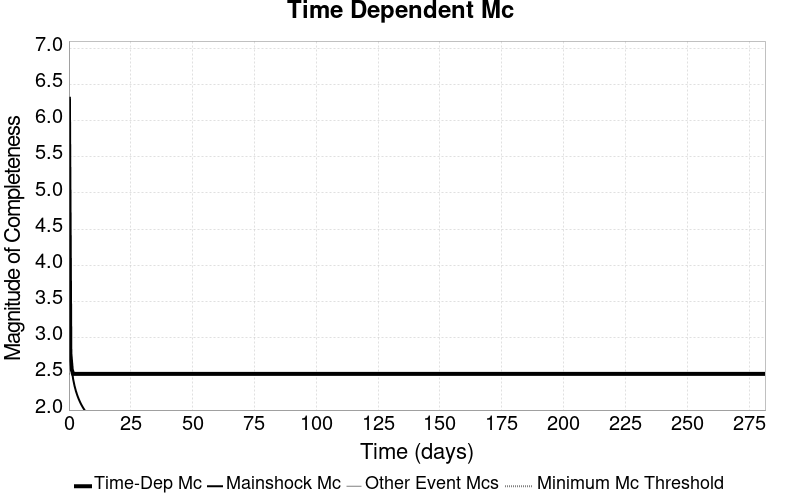 Time Dependent Mc
Magnitude of Completeness
7.0
6.5
6.0
5.5
5.0
4.5
4.0
3.5
3.0
2.5
2.0
0 25 50 75 100 125 150 175 200 225 250 275
Time (days)
Time-Dep Mc Mainshock Mc Other Event Mcs Minimum Mc Threshold